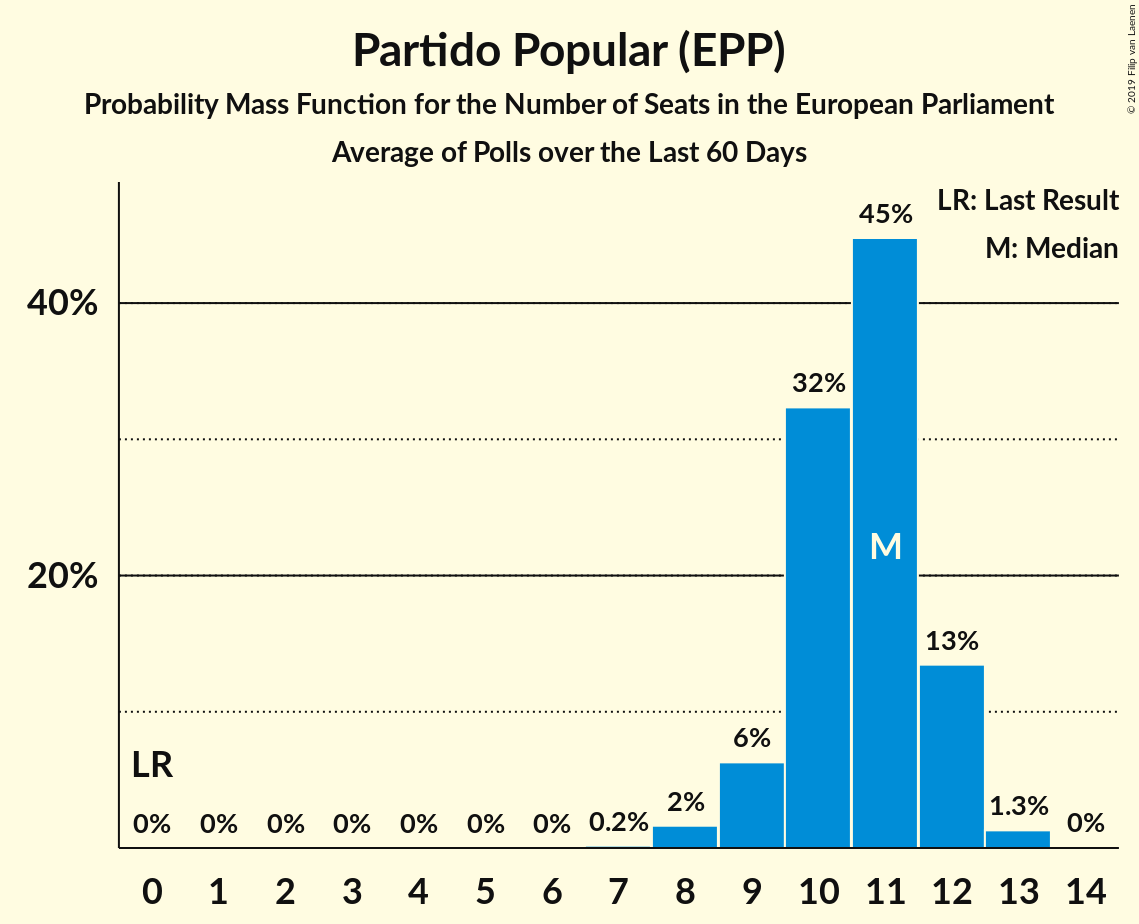 Partido Popular (EPP)
Probability Mass Function for the Number of Seats in the European Parliament
Average of Polls over the Last 60 Days
© 2019 Filip van Laenen
LR: Last Result
M: Median
40%
20%
LR
M
0% 0% 0% 0% 0% 0% 0% 0.2% 2% 6% 32% 45% 13% 1.3% 0%
0 1 2 3 4 5 6 7 8 9 10 11 12 13 14